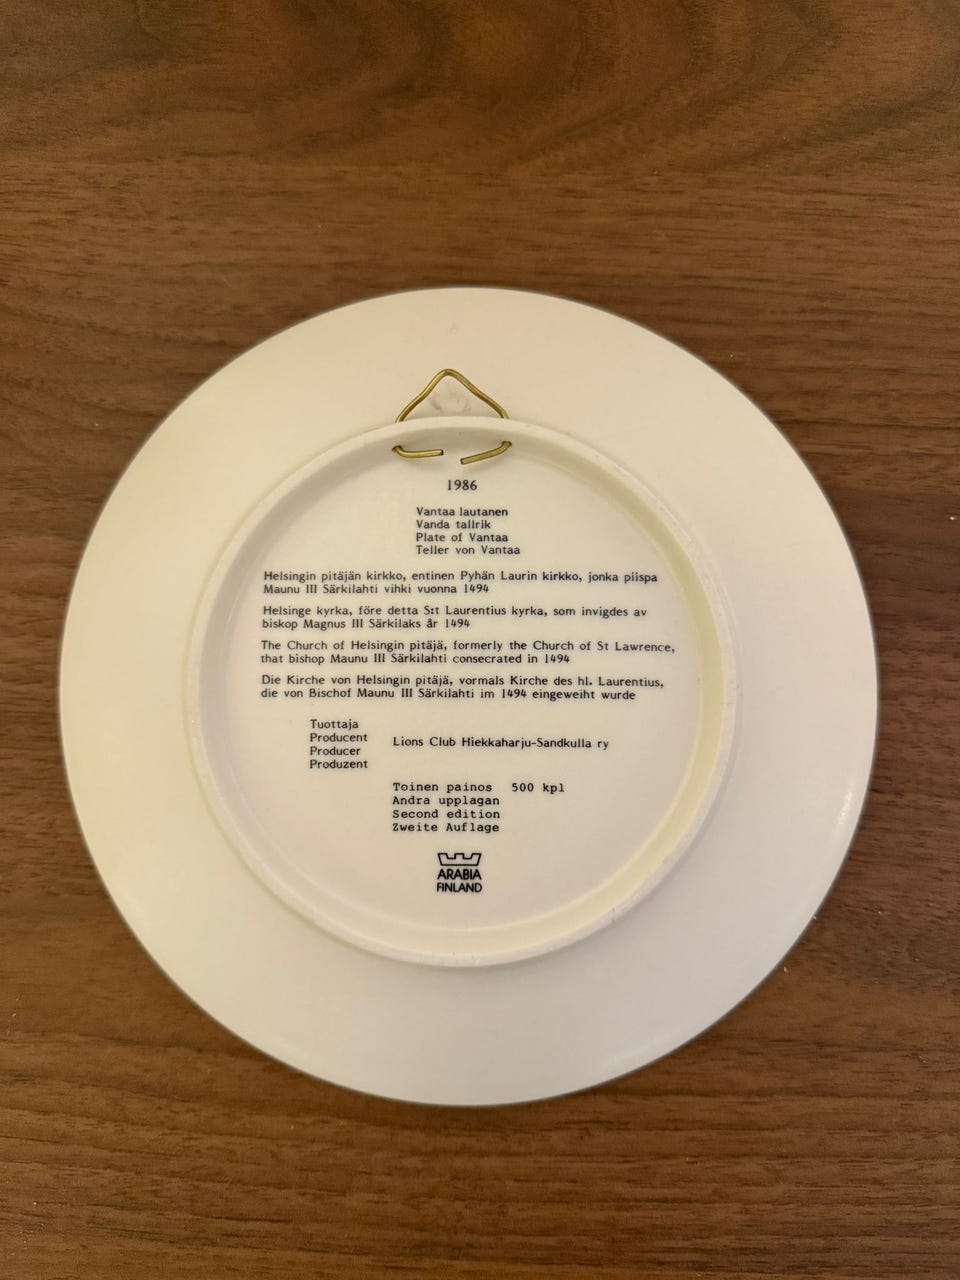 1986
Vantaa lautanen
Vanda tallrik
Plate of Vantaa
Teller von Vantaa
Helsingin pitäjän kirkko, entinen Pyhän Laurin kirkko, jonka piispa
Maunu III Särkilahti vihki vuonna 1494
Helsinge kyrka, före detta S:t Laurentius kyrka, som invigdes av
biskop Magnus III Särkilaks år 1494
The Church of Helsingin pitäjä, formerly the Church of St Lawrence,
that bishop Maunu III Särkilahti consecrated in 1494
Die Kirche von Helsingin pitäjä, vormals Kirche des hl. Laurentius,
die von Bischof Maunu III Särkilahti im 1494 eingeweiht wurde
Tuottaja
Producent
Producer
Produzent
Lions Club Hiekkaharju-Sandkulla ry
Toinen painos 500 kpl
Andra upplagan
Second edition
Zweite Auflage
ARABIA
FINLAND